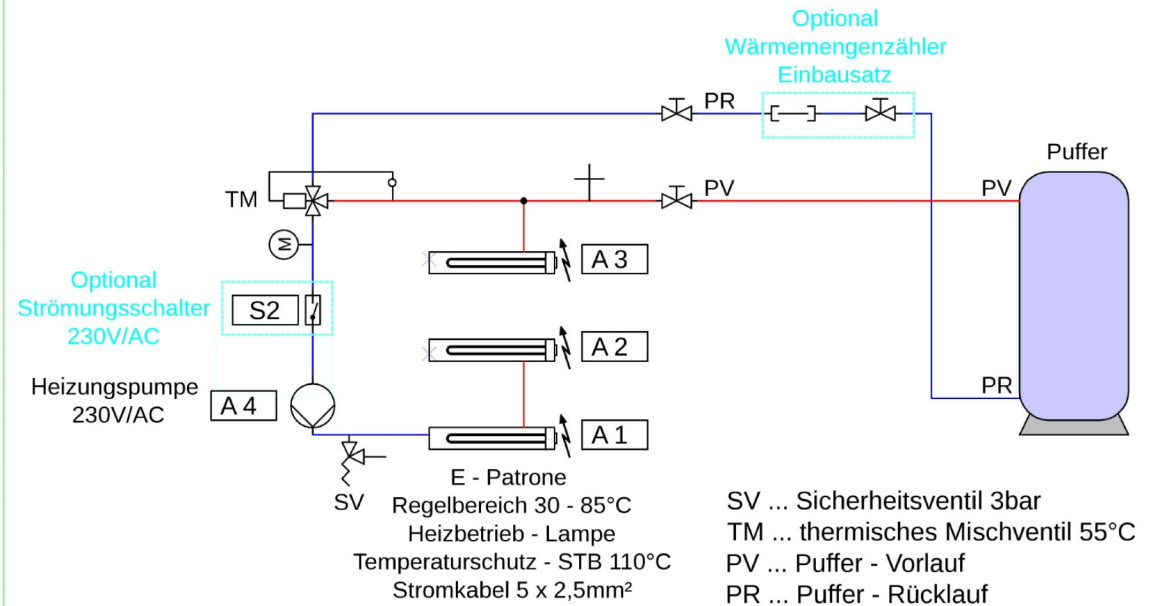 Optional
Wärmemengenzähler
Einbausatz
PR
Puffer
TM
PV
PV
M
A 3
Optional
Strömungsschalter
230V/AC
S2
A 2
Heizungspumpe
230V/AC
A 4
PR
A 1
SV
E - Patrone
Regelbereich 30 - 85°C
Heizbetrieb - Lampe
Temperaturschutz - STB 110°C
Stromkabel 5 x 2,5mm²
SV ... Sicherheitsventil 3bar
TM ... thermisches Mischventil 55°C
PV ... Puffer - Vorlauf
PR ... Puffer - Rücklauf